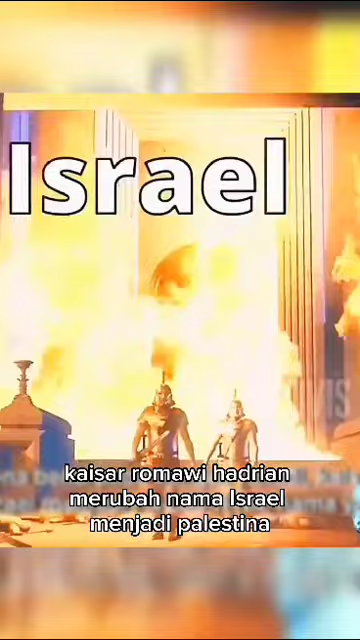 Israel
kaisar romawi hadrian
merubah nama Israel
menjadi palestina